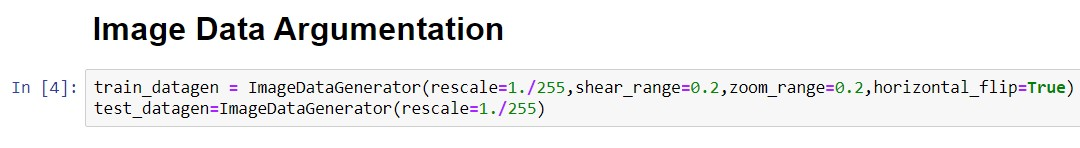 Image Data Argumentation
In [4]: train_datagen = ImageDataGenerator(rescale=1./255,shear_range=0.2,zoom_range=0.2,horizontal_flip=True)
test_datagen=ImageDataGenerator(rescale=1./255)